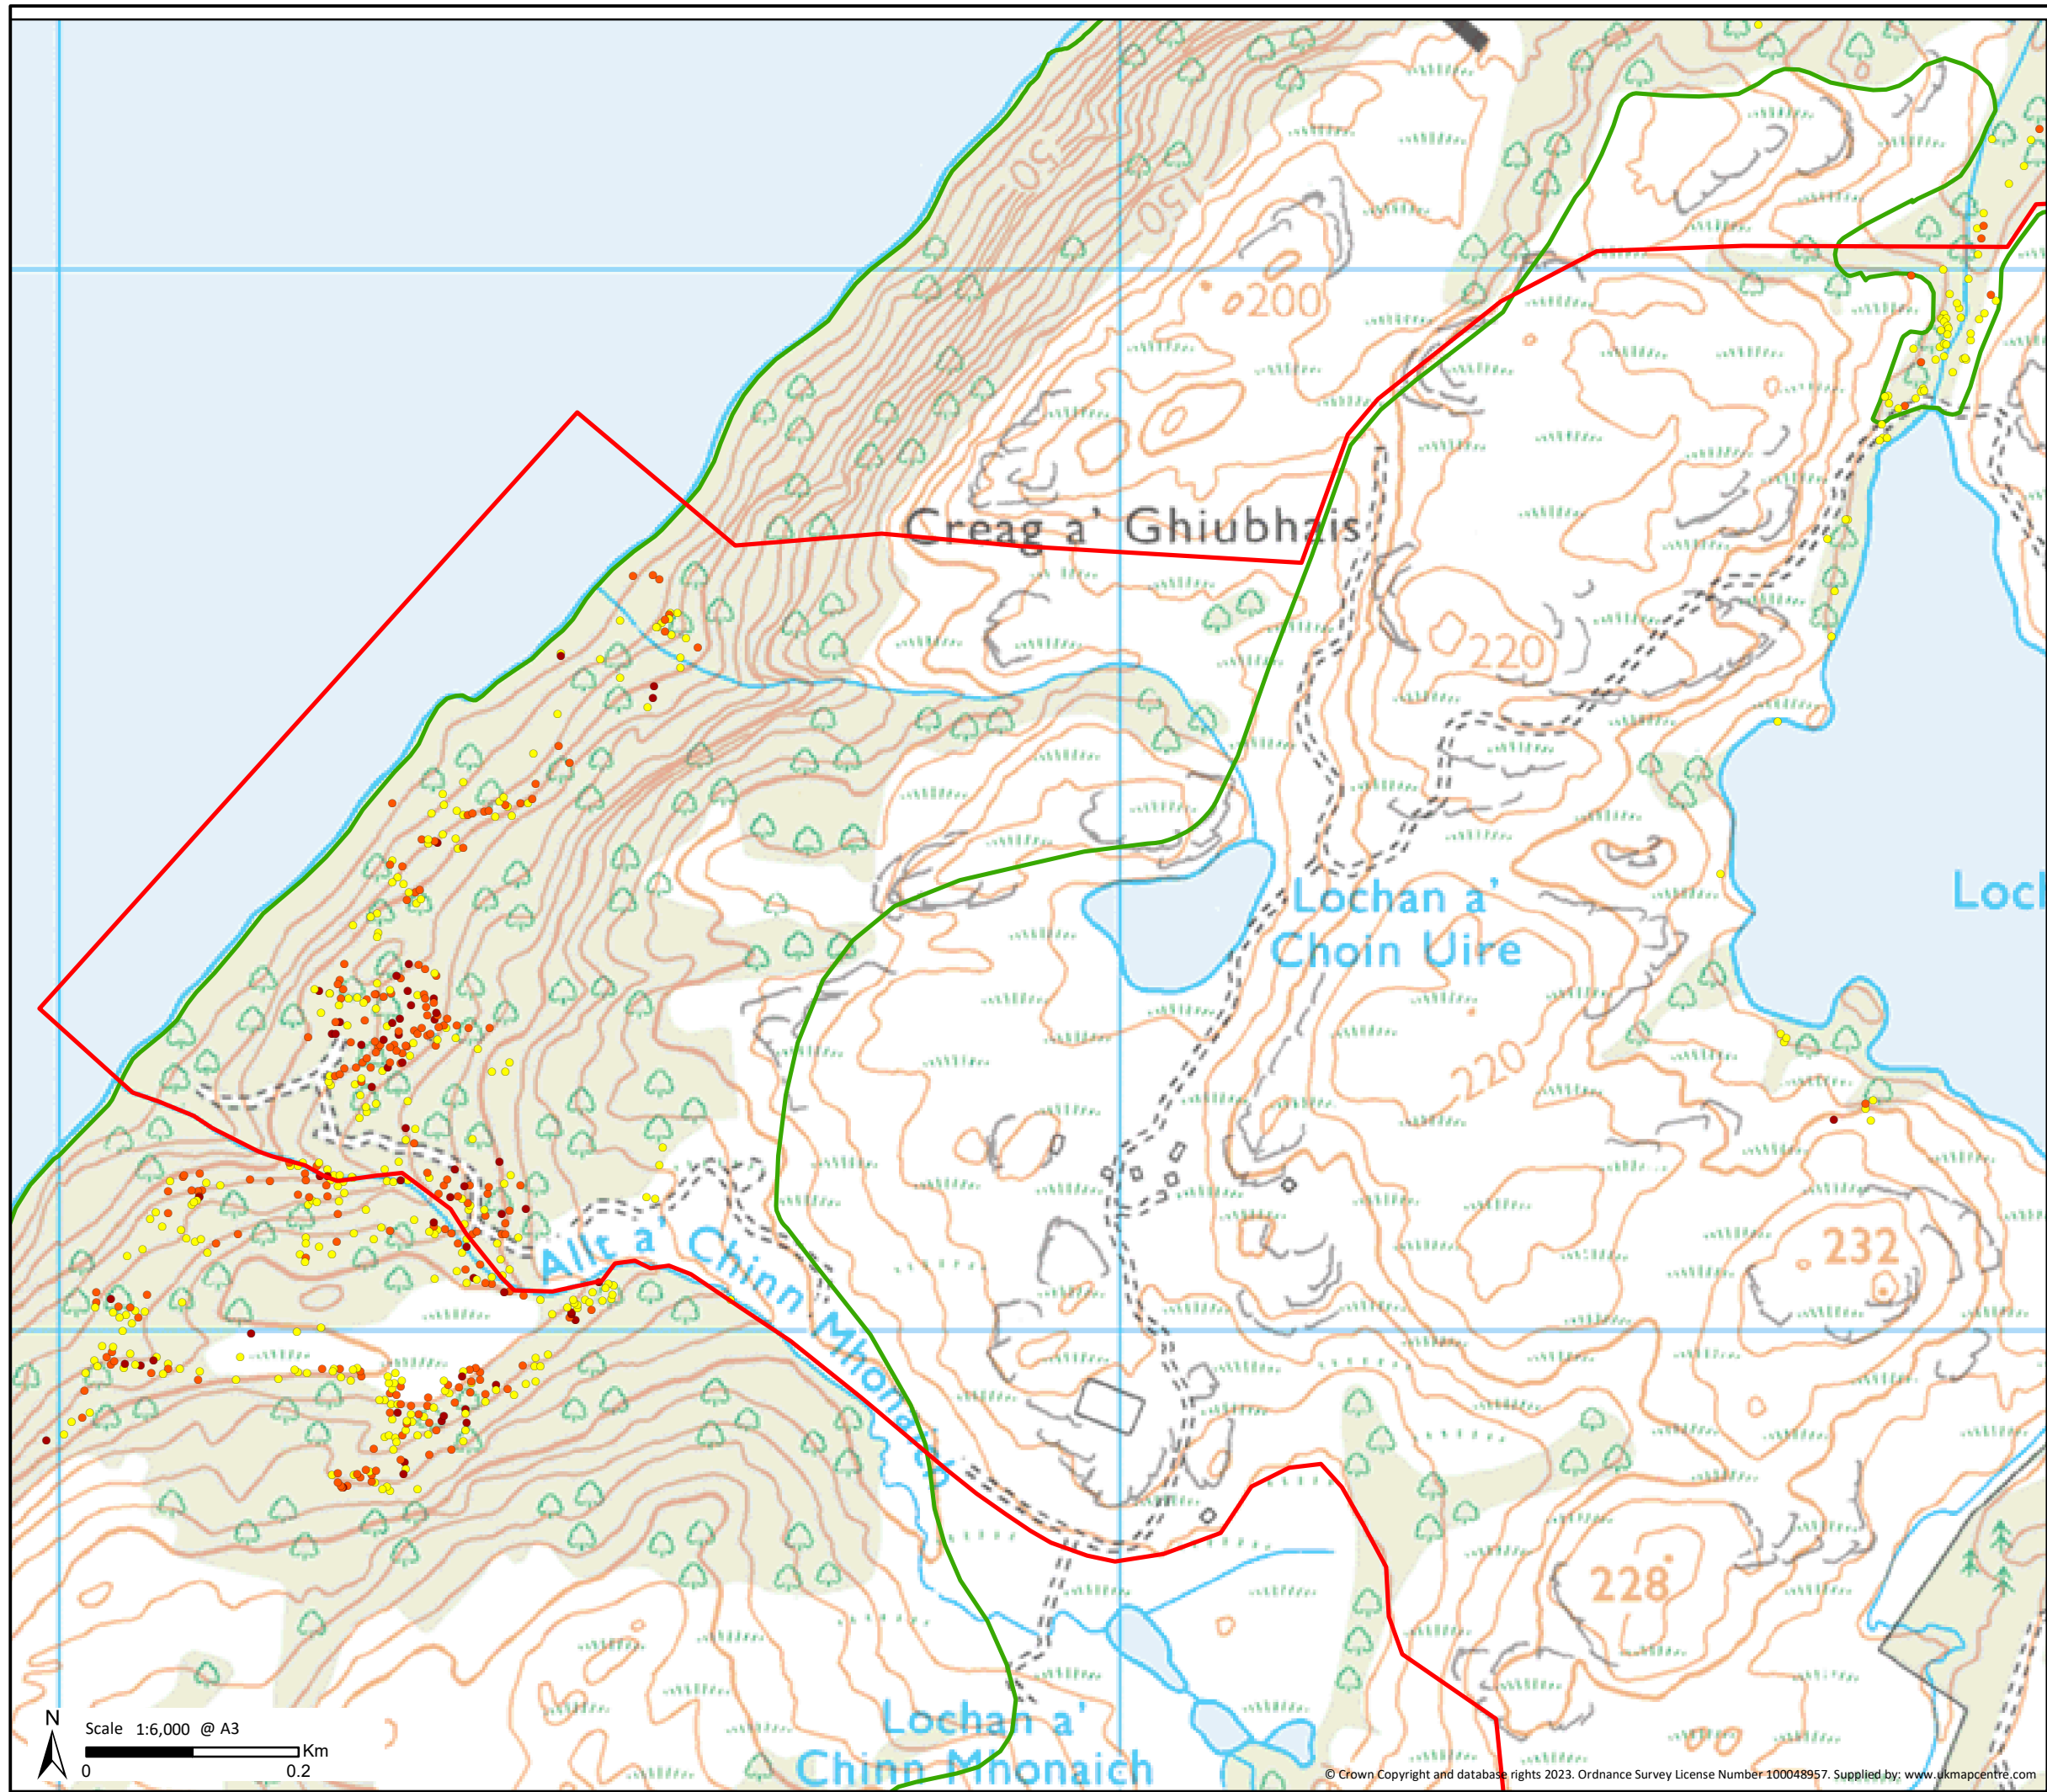 50
150
200
Creag a' Ghiubhais
220
Lochan a'
Choin Uire
Loch
220
Allt a' Chinn Mhonaich
232
228
Lochan a'
Chinn Mhonaich
N
Scale 1:6,000 @ A3
Km
0 0.2
© Crown Copyright and database rights 2023. Ordnance Survey License Number 100048957. Supplied by: www.ukmapcentre.com